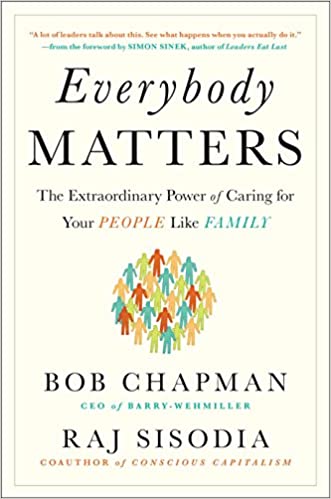 "A lot of leaders talk about this. See what happens when you actually do it."
—from the foreword by SIMON SINEK, author of Leaders Eat Last
Everybody
MATTERS
The Extraordinary Power of Caring for
Your PEOPLE Like FAMILY
BOB CHAPMAN
CEO of BARRY-WEHMILLER
RAJ SISODIA
COAUTHOR of CONSCIOUS CAPITALISM